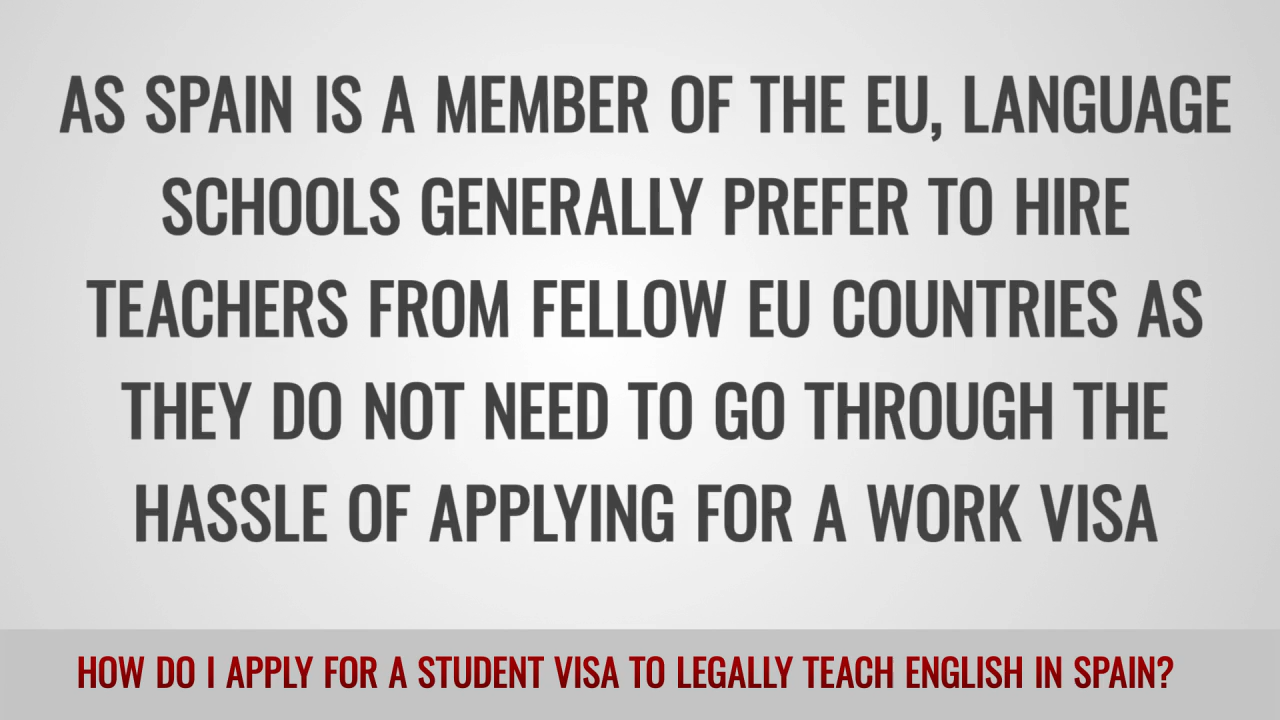 AS SPAIN IS A MEMBER OF THE EU, LANGUAGE
SCHOOLS GENERALLY PREFER TO HIRE
TEACHERS FROM FELLOW EU COUNTRIES AS
THEY DO NOT NEED TO GO THROUGH THE
HASSLE OF APPLYING FOR A WORK VISA
HOW DO I APPLY FOR A STUDENT VISA TO LEGALLY TEACH ENGLISH IN SPAIN?